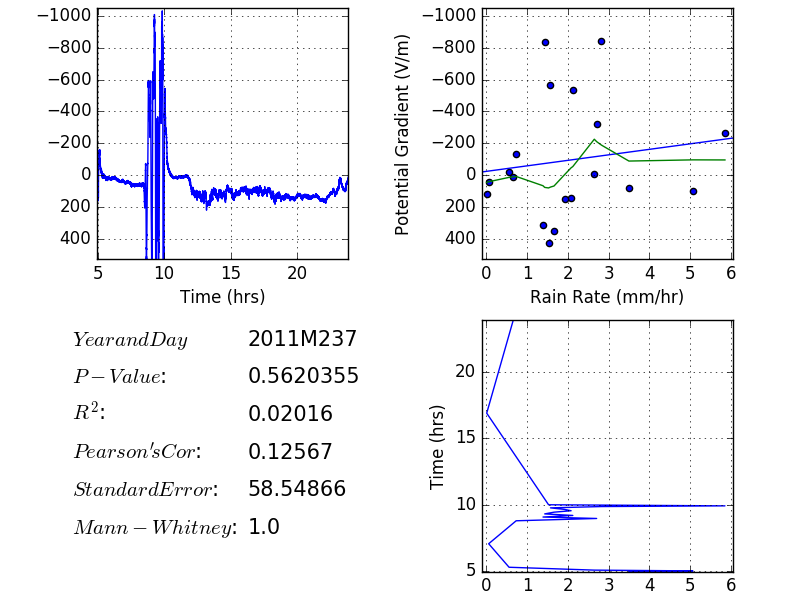 −1000
−800
−600
−400
−200
0
200
400
5 10 15 20
Time (hrs)
Potential Gradient (V/m)
−1000
−800
−600
−400
−200
0
200
400
0 1 2 3 4 5 6
Rain Rate (mm/hr)
YearandDay 2011M237
P−Value: 0.5620355
R²: 0.02016
Pearson'sCor: 0.12567
StandardError: 58.54866
Mann−Whitney: 1.0
Time (hrs)
20
15
10
5
0 1 2 3 4 5 6